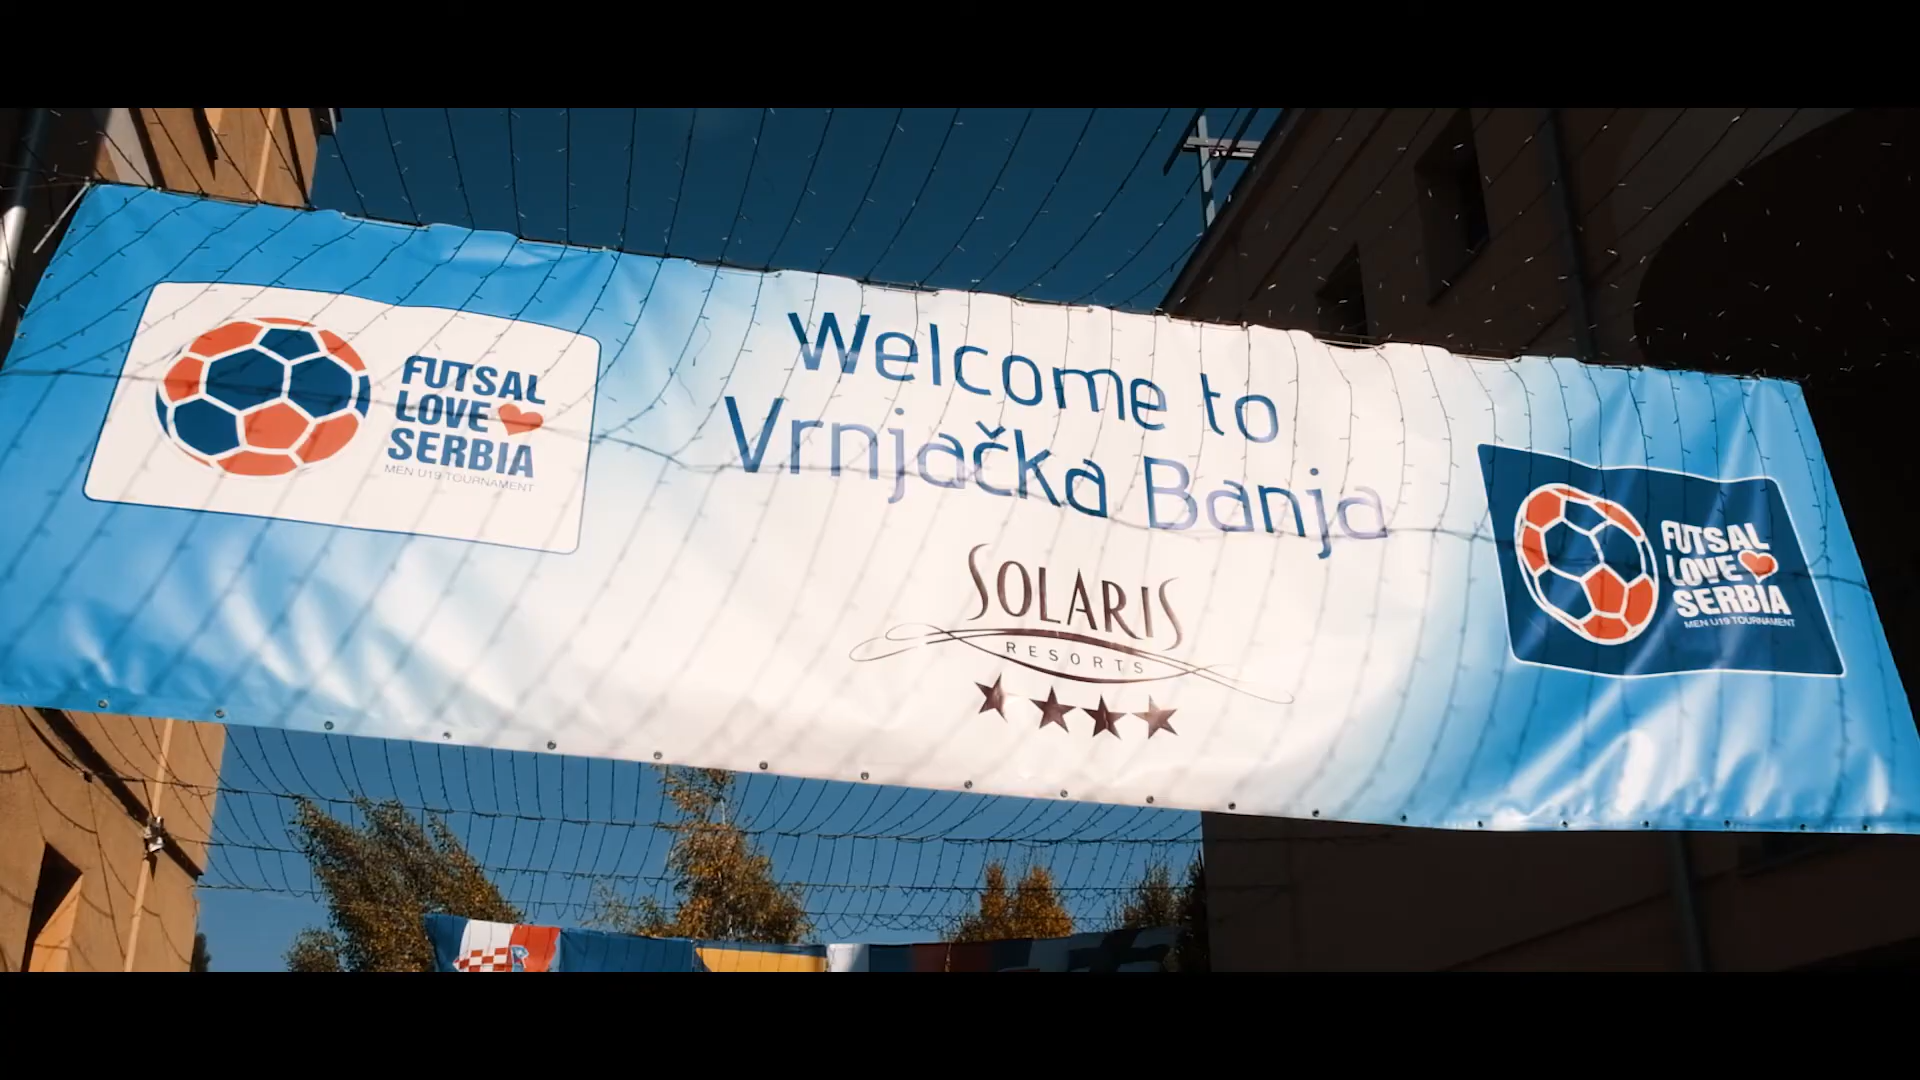 FUTSAL
LOVE
SERBIA
MEN U19 TOURNAMENT
Welcome to
Vrnjačka Banja
SOLARIS
RESORTS
FUTSAL
LOVE
SERBIA
MEN U19 TOURNAMENT